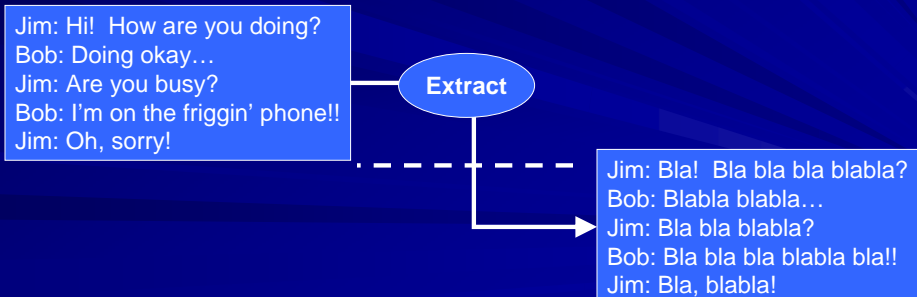 Jim: Hi!  How are you doing?
Bob: Doing okay…
Jim: Are you busy?
Bob: I'm on the friggin' phone!!
Jim: Oh, sorry!
Extract
Jim: Bla!  Bla bla bla blabla?
Bob: Blabla blabla…
Jim: Bla bla blabla?
Bob: Bla bla bla blabla bla!!
Jim: Bla, blabla!